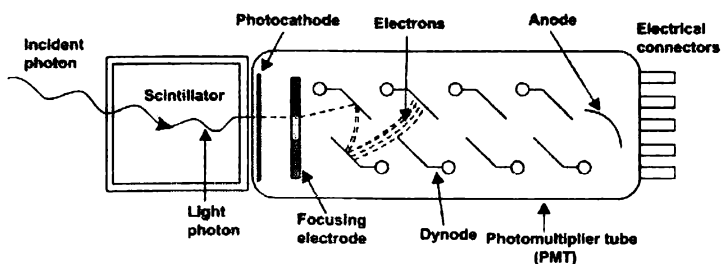 Photocathode
Electrons
Anode
Electrical
connectors
Incident
photon
Scintillator
Light
photon
Focusing
electrode
Dynode
Photomultiplier tube
(PMT)